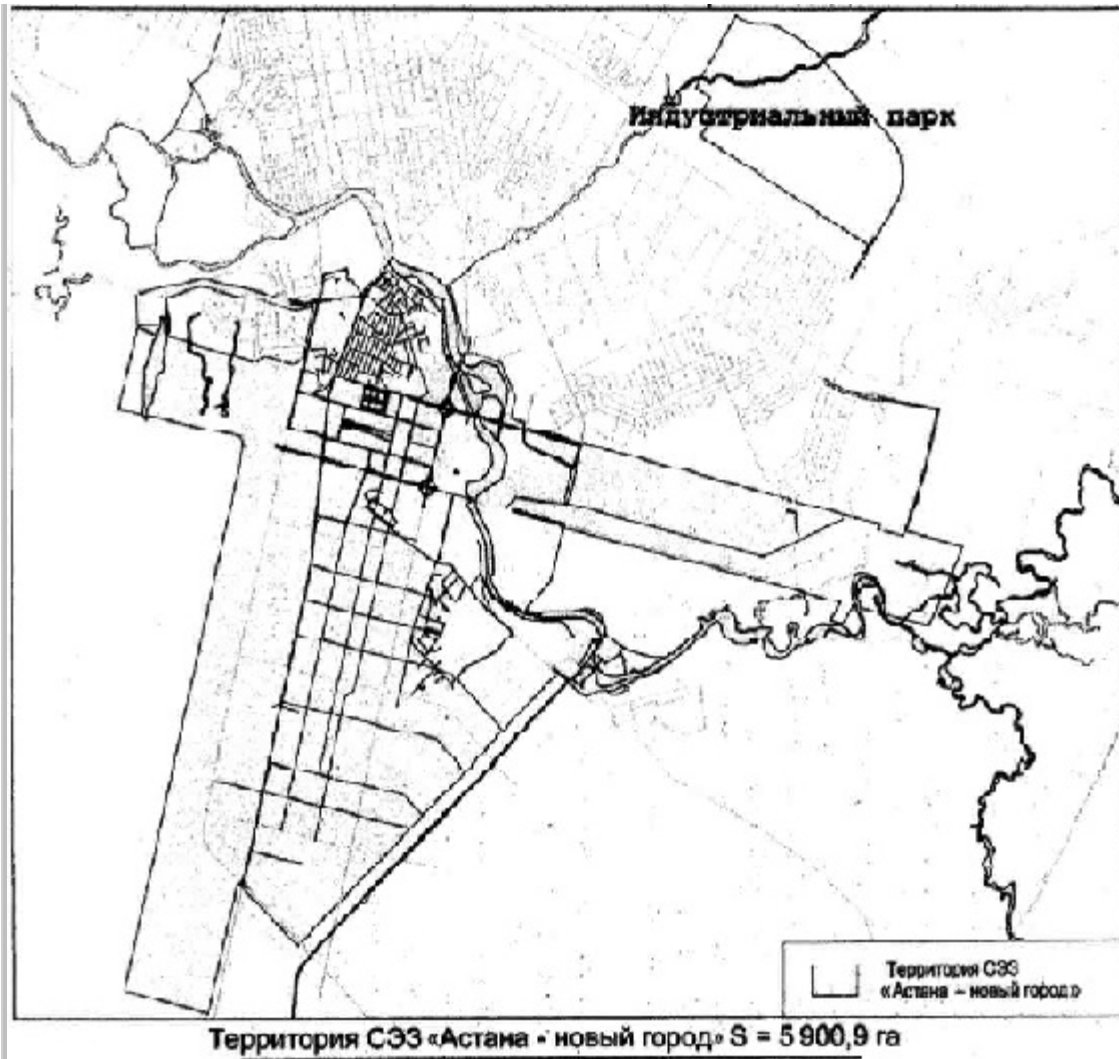 Индустриальный парк
Территория СЭЗ
«Астана – новый город»
Территория СЭЗ «Астана - новый город» S = 5 900,9 га